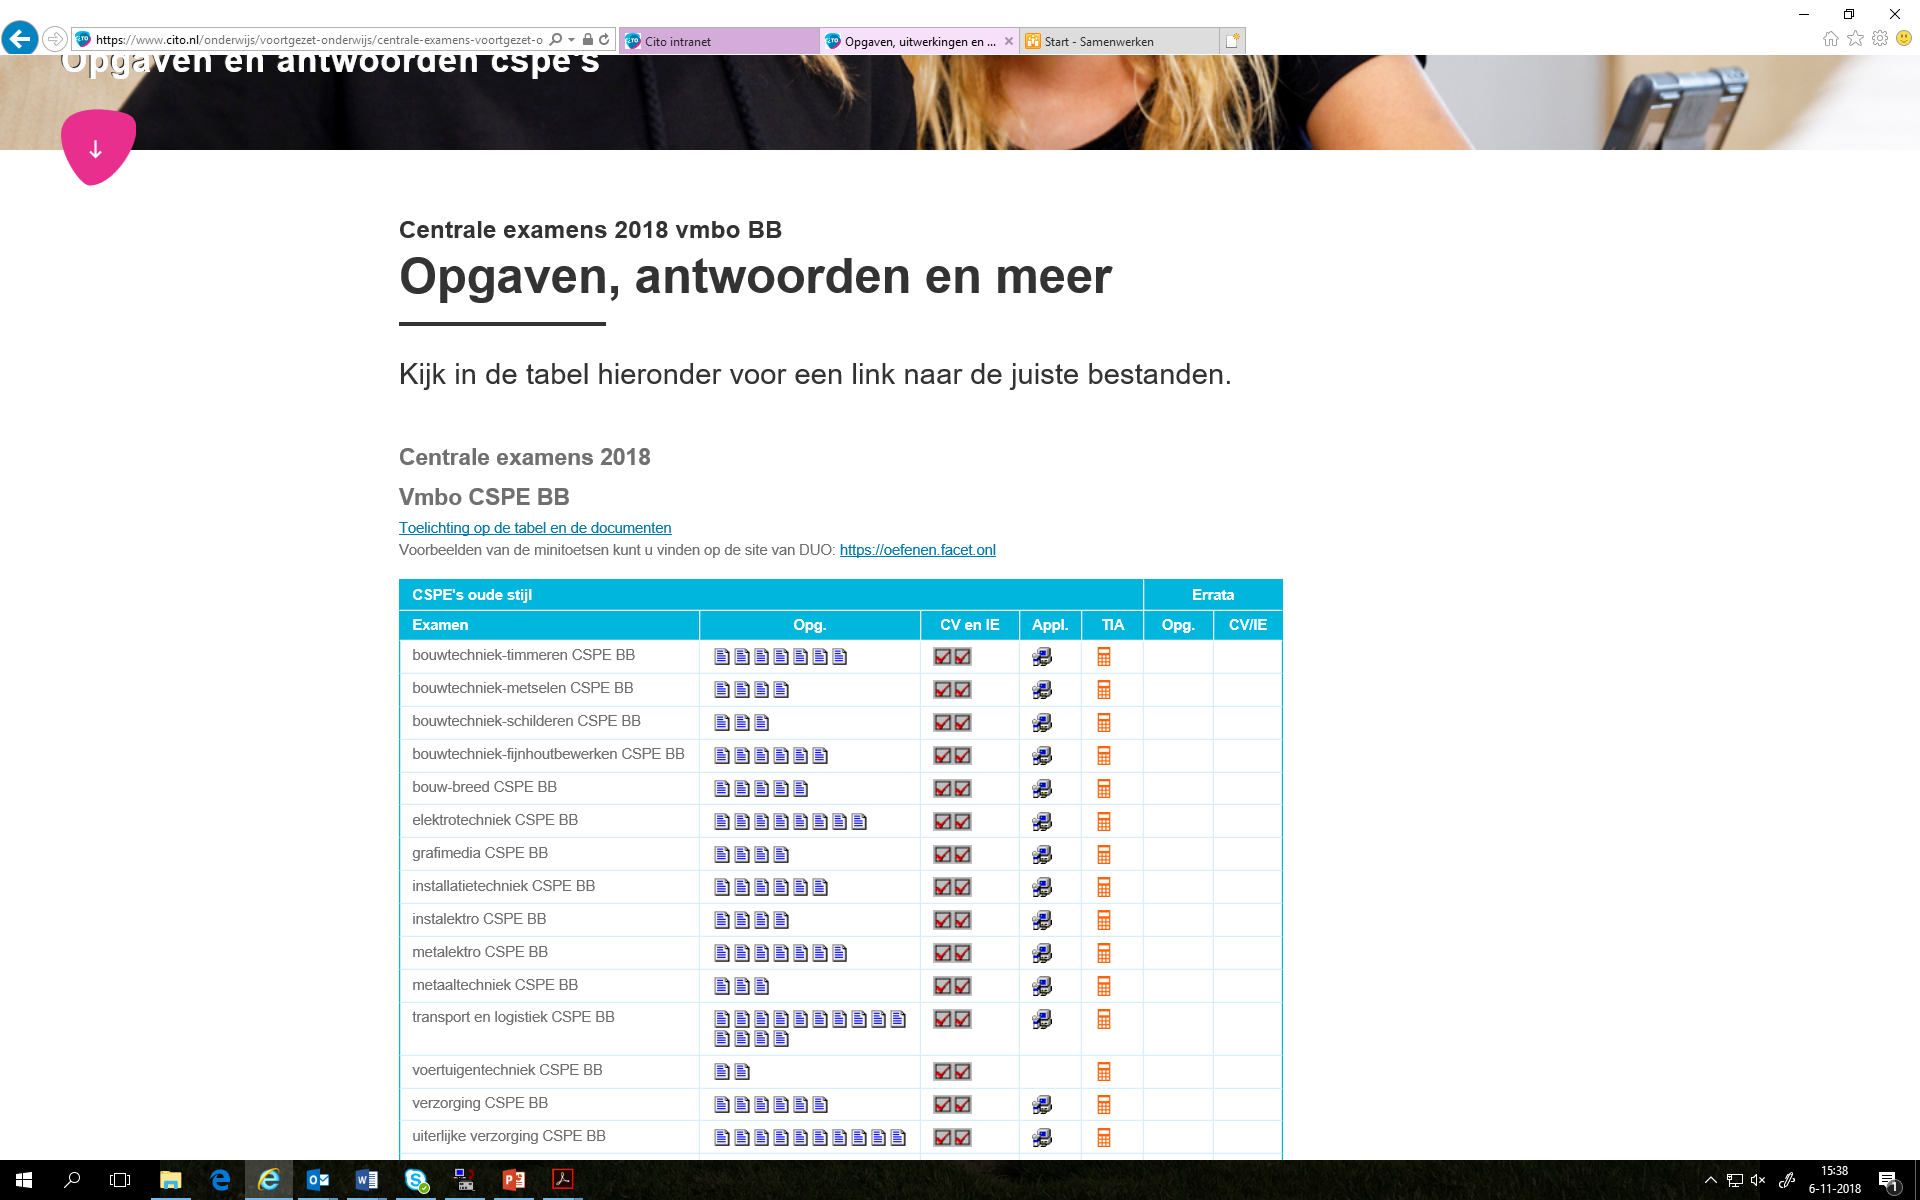 https://www.cito.nl/onderwijs/voortgezet-onderwijs/centrale-examens-voortgezet-o
Cito intranet
Opgaven, uitwerkingen en ...
Start - Samenwerken
Opgaven en antwoorden cspe's
Centrale examens 2018 vmbo BB
Opgaven, antwoorden en meer
Kijk in de tabel hieronder voor een link naar de juiste bestanden.
Centrale examens 2018
Vmbo CSPE BB
Toelichting op de tabel en de documenten
Voorbeelden van de minitoetsen kunt u vinden op de site van DUO: https://oefenen.facet.onl
CSPE's oude stijl Errata
Examen Opg. CV en IE Appl. TIA Opg. CV/IE
bouwtechniek-timmeren CSPE BB
bouwtechniek-metselen CSPE BB
bouwtechniek-schilderen CSPE BB
bouwtechniek-fijnhoutbewerken CSPE BB
bouw-breed CSPE BB
elektrotechniek CSPE BB
grafimedia CSPE BB
installatietechniek CSPE BB
instalektro CSPE BB
metalektro CSPE BB
metaaltechniek CSPE BB
transport en logistiek CSPE BB
voertuigentechniek CSPE BB
verzorging CSPE BB
uiterlijke verzorging CSPE BB
15:38
6-11-2018
1